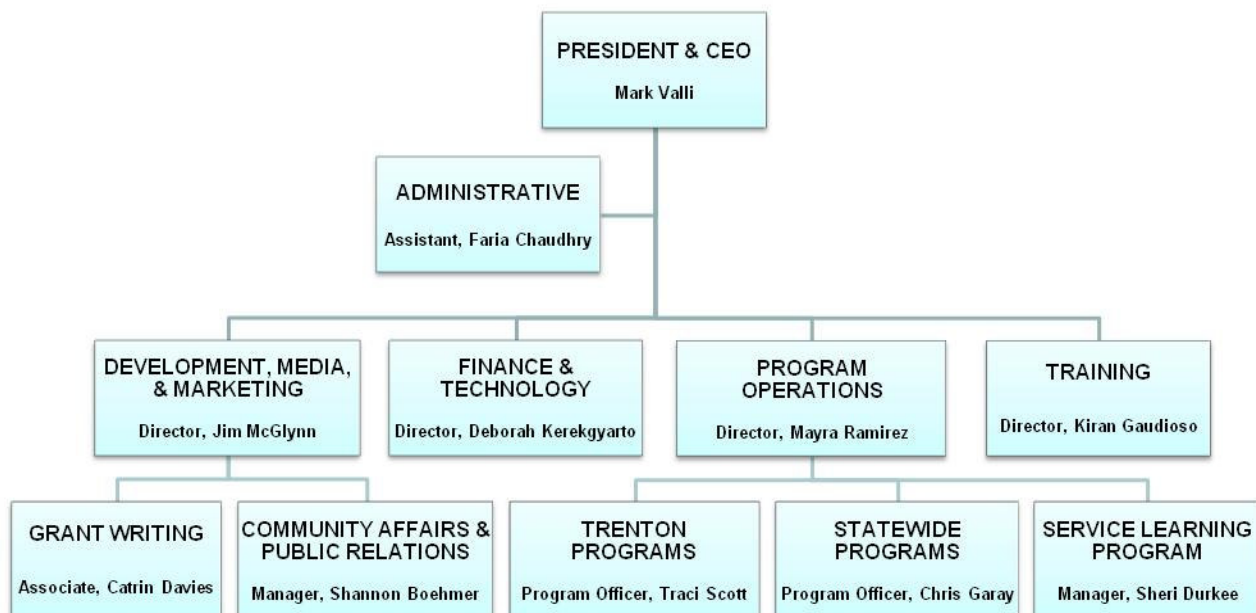 PRESIDENT & CEO
Mark Valli
ADMINISTRATIVE
Assistant, Faria Chaudhry
DEVELOPMENT, MEDIA,
& MARKETING
Director, Jim McGlynn
FINANCE &
TECHNOLOGY
Director, Deborah Kerekgyarto
PROGRAM
OPERATIONS
Director, Mayra Ramirez
TRAINING
Director, Kiran Gaudioso
GRANT WRITING
Associate, Catrin Davies
COMMUNITY AFFAIRS &
PUBLIC RELATIONS
Manager, Shannon Boehmer
TRENTON
PROGRAMS
Program Officer, Traci Scott
STATEWIDE
PROGRAMS
Program Officer, Chris Garay
SERVICE LEARNING
PROGRAM
Manager, Sheri Durkee